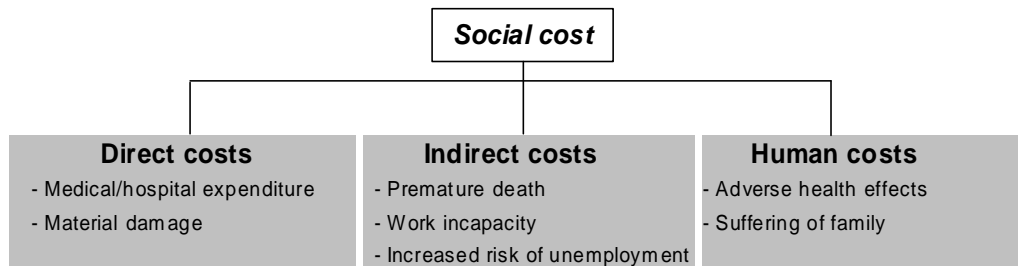 Social cost
Direct costs
- Medical/hospital expenditure
- Material damage
Indirect costs
- Premature death
- Work incapacity
- Increased risk of unemployment
Human costs
- Adverse health effects
- Suffering of family